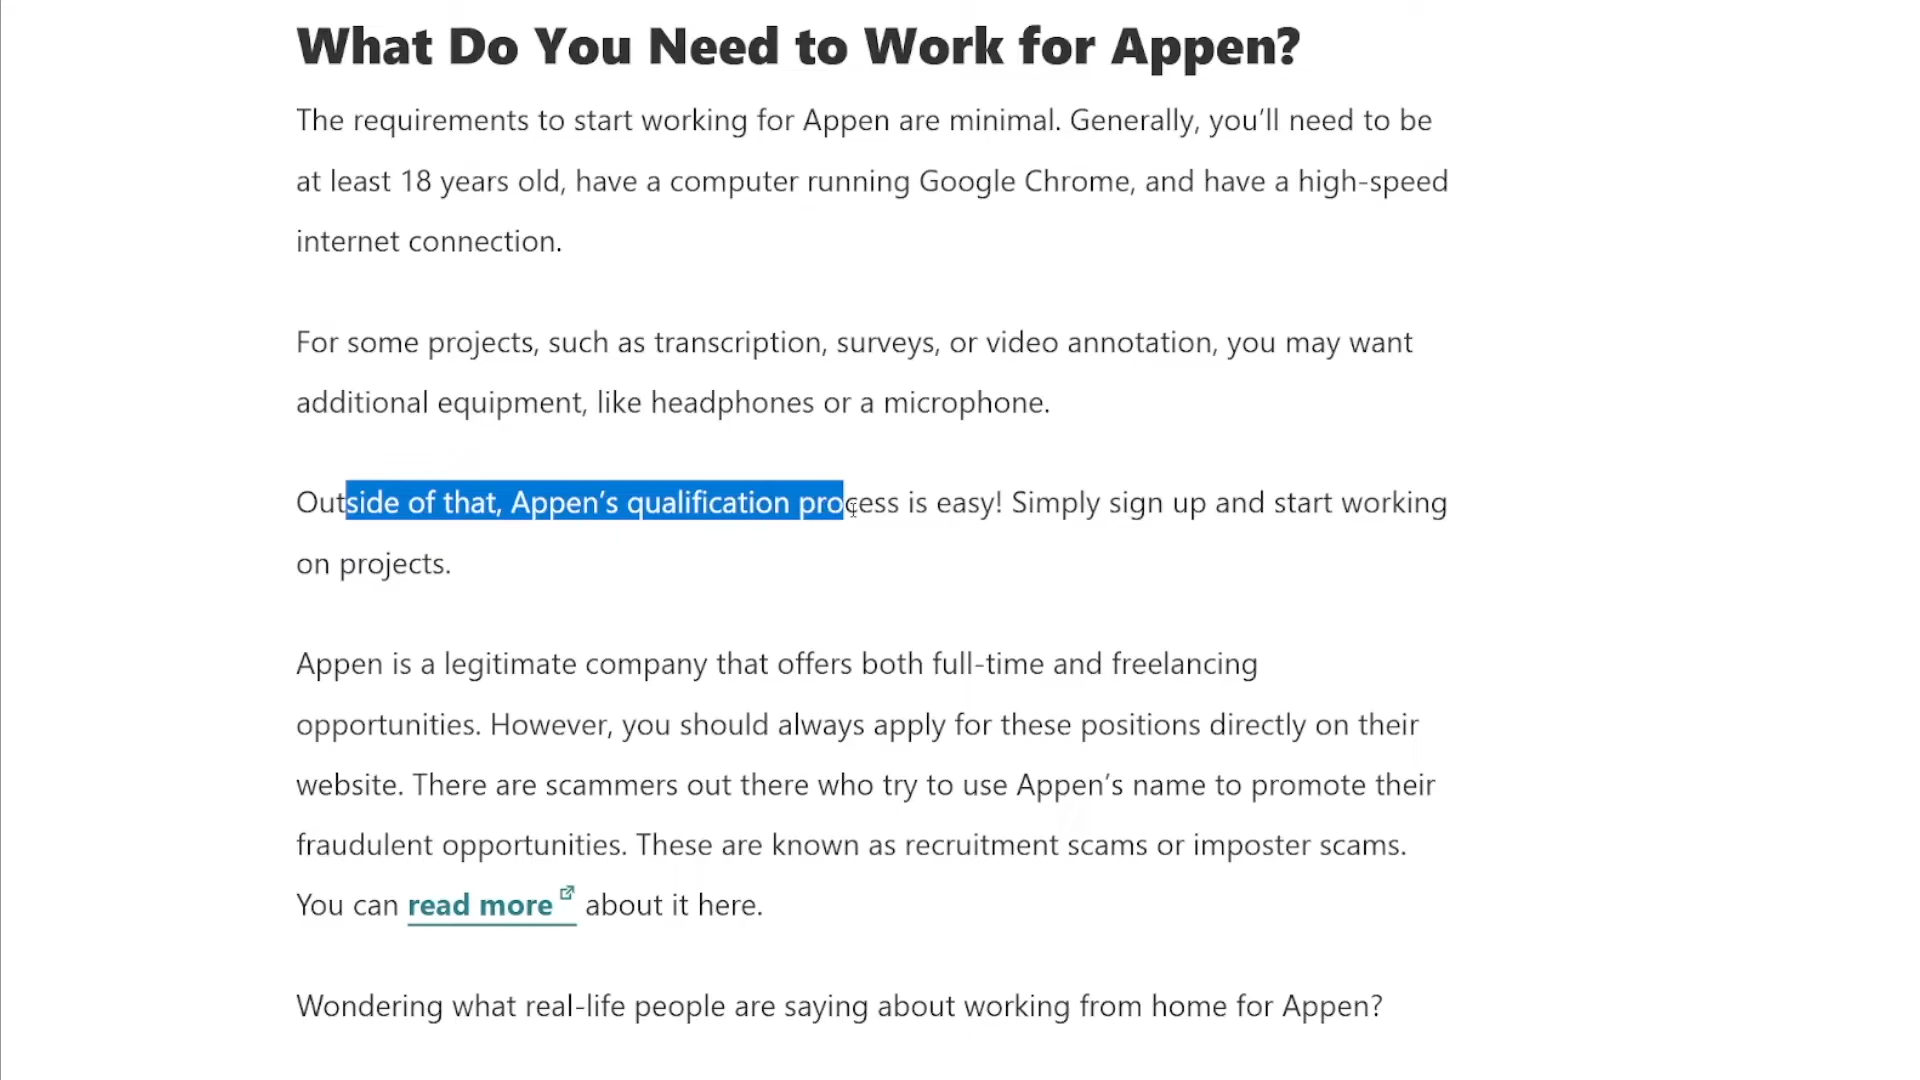 What Do You Need to Work for Appen?
The requirements to start working for Appen are minimal. Generally, you’ll need to be
at least 18 years old, have a computer running Google Chrome, and have a high-speed
internet connection.
For some projects, such as transcription, surveys, or video annotation, you may want
additional equipment, like headphones or a microphone.
Outside of that, Appen’s qualification process is easy! Simply sign up and start working
on projects.
Appen is a legitimate company that offers both full-time and freelancing
opportunities. However, you should always apply for these positions directly on their
website. There are scammers out there who try to use Appen’s name to promote their
fraudulent opportunities. These are known as recruitment scams or imposter scams.
You can read more about it here.
Wondering what real-life people are saying about working from home for Appen?